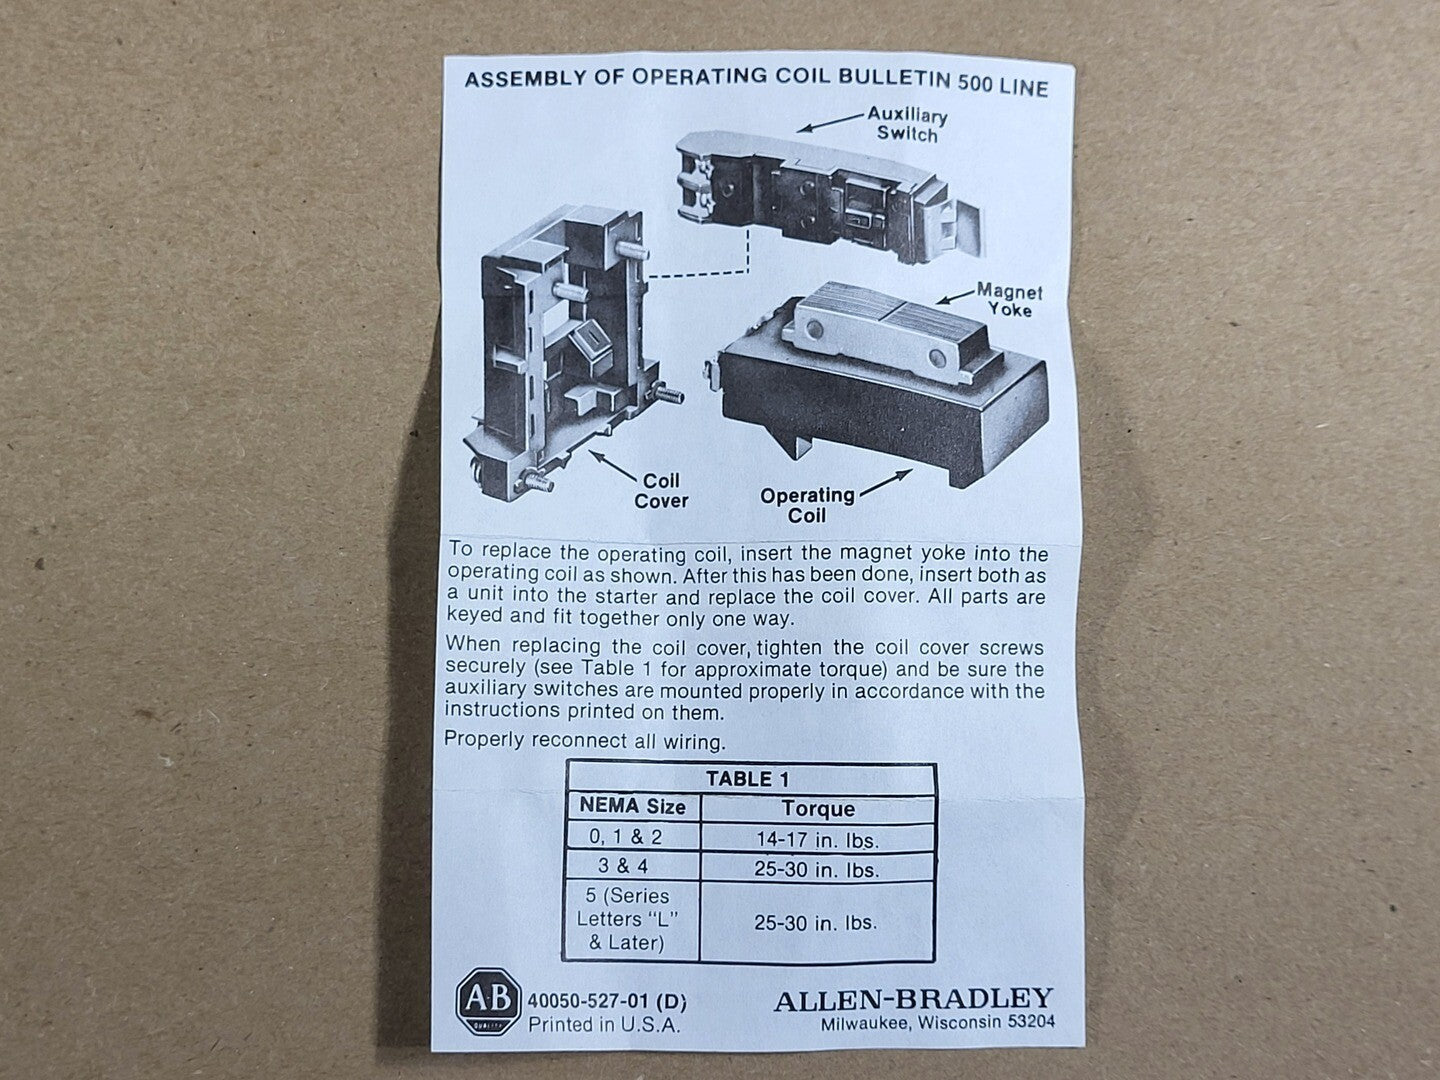 ASSEMBLY OF OPERATING COIL BULLETIN 500 LINE
Auxiliary
Switch
Magnet
Yoke
Coil
Cover
Operating
Coil
To replace the operating coil, insert the magnet yoke into the
operating coil as shown. After this has been done, insert both as
a unit into the starter and replace the coil cover. All parts are
keyed and fit together only one way.
When replacing the coil cover, tighten the coil cover screws
securely (see Table 1 for approximate torque) and be sure the
auxiliary switches are mounted properly in accordance with the
instructions printed on them.
Properly reconnect all wiring.
TABLE 1
NEMA Size Torque
0, 1 & 2 14-17 in. lbs.
3 & 4 25-30 in. lbs.
5 (Series
Letters "L"
& Later)
25-30 in. lbs.
A-B
QUALITY
40050-527-01 (D)
Printed in U.S.A.
ALLEN-BRADLEY
Milwaukee, Wisconsin 53204